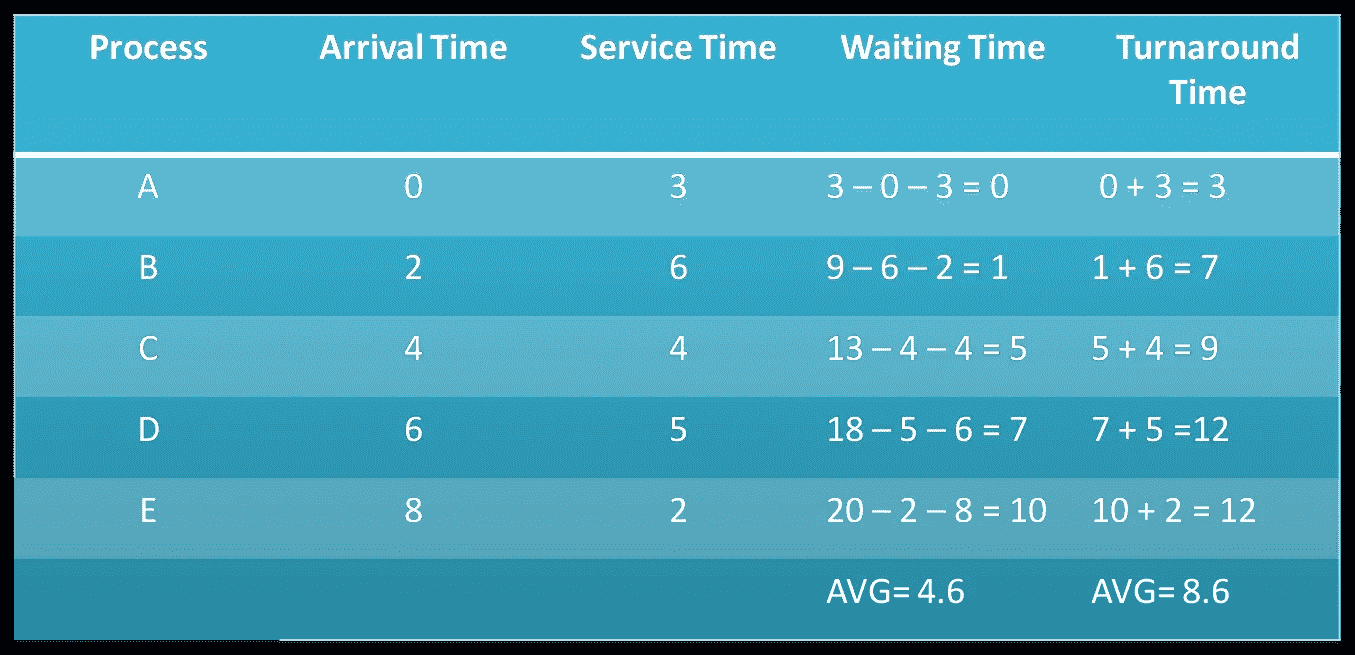 Process Arrival Time Service Time Waiting Time Turnaround
Time
A 0 3 3 – 0 – 3 = 0 0 + 3 = 3
B 2 6 9 – 6 – 2 = 1 1 + 6 = 7
C 4 4 13 – 4 – 4 = 5 5 + 4 = 9
D 6 5 18 – 5 – 6 = 7 7 + 5 =12
E 8 2 20 – 2 – 8 = 10 10 + 2 = 12
AVG= 4.6 AVG= 8.6